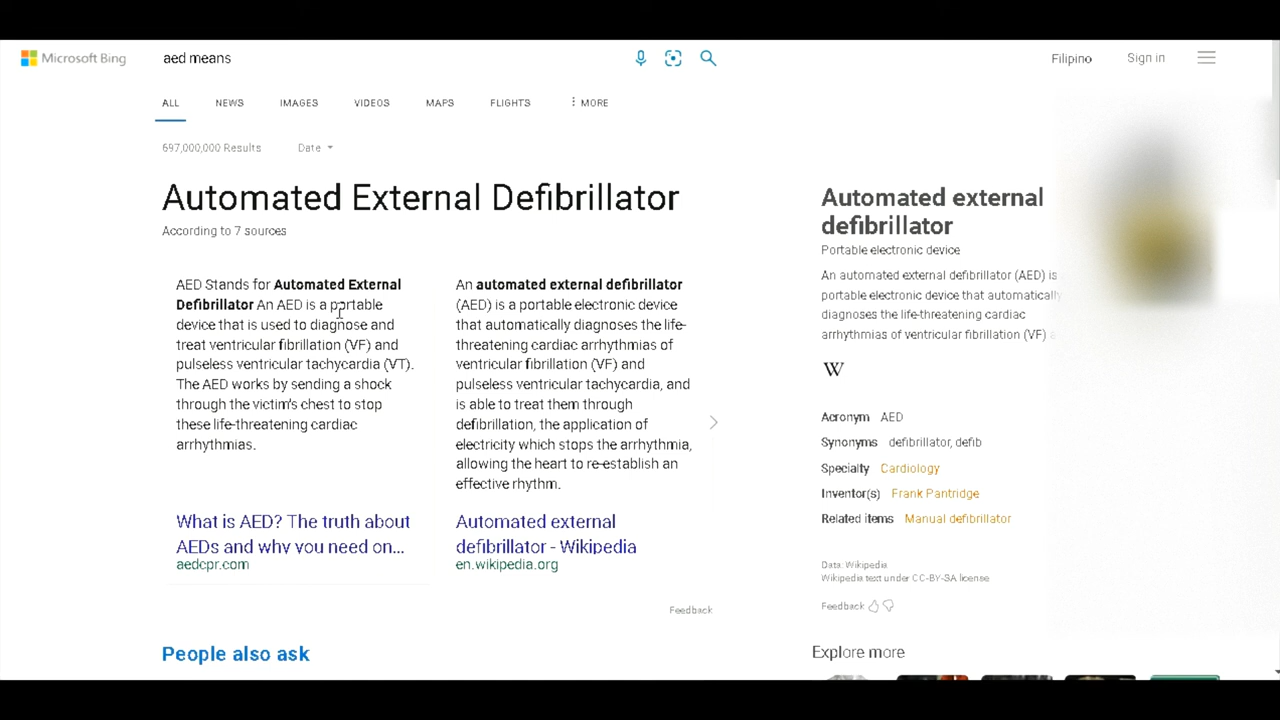 Microsoft Bing
aed means
Filipino
Sign in
ALL
NEWS
IMAGES
VIDEOS
MAPS
FLIGHTS
MORE
697,000,000 Results
Date
Automated External Defibrillator
According to 7 sources
AED Stands for Automated External
Defibrillator An AED is a portable
device that is used to diagnose and
treat ventricular fibrillation (VF) and
pulseless ventricular tachycardia (VT).
The AED works by sending a shock
through the victim's chest to stop
these life-threatening cardiac
arrhythmias.
What is AED? The truth about
AEDs and why you need on...
aedcpr.com
An automated external defibrillator
(AED) is a portable electronic device
that automatically diagnoses the life-
threatening cardiac arrhythmias of
ventricular fibrillation (VF) and
pulseless ventricular tachycardia, and
is able to treat them through
defibrillation, the application of
electricity which stops the arrhythmia,
allowing the heart to re-establish an
effective rhythm.
Automated external
defibrillator - Wikipedia
en.wikipedia.org
Feedback
People also ask
Automated external
defibrillator
Portable electronic device
An automated external defibrillator (AED) is
portable electronic device that automatically
diagnoses the life-threatening cardiac
arrhythmias of ventricular fibrillation (VF) a
W
Acronym AED
Synonyms defibrillator, defib
Specialty Cardiology
Inventor(s) Frank Pantridge
Related items Manual defibrillator
Data: Wikipedia
Wikipedia text under CC-BY-SA license
Feedback
Explore more